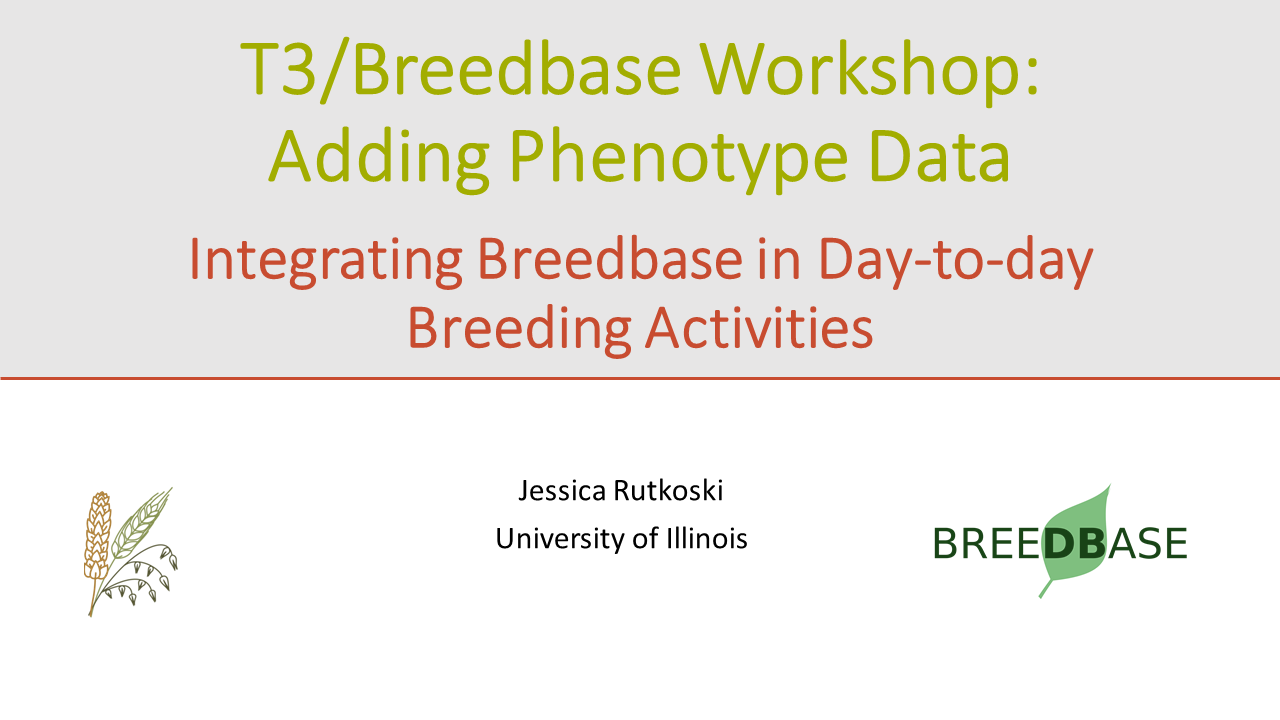 T3/Breedbase Workshop:
Adding Phenotype Data
Integrating Breedbase in Day-to-day
Breeding Activities
Jessica Rutkoski
University of Illinois
BREEDBASE